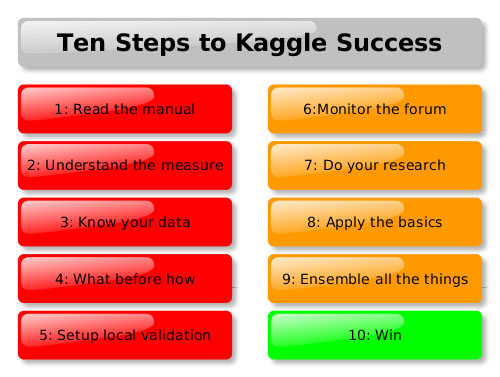 Ten Steps to Kaggle Success
1: Read the manual
2: Understand the measure
3: Know your data
4: What before how
5: Setup local validation
6:Monitor the forum
7: Do your research
8: Apply the basics
9: Ensemble all the things
10: Win